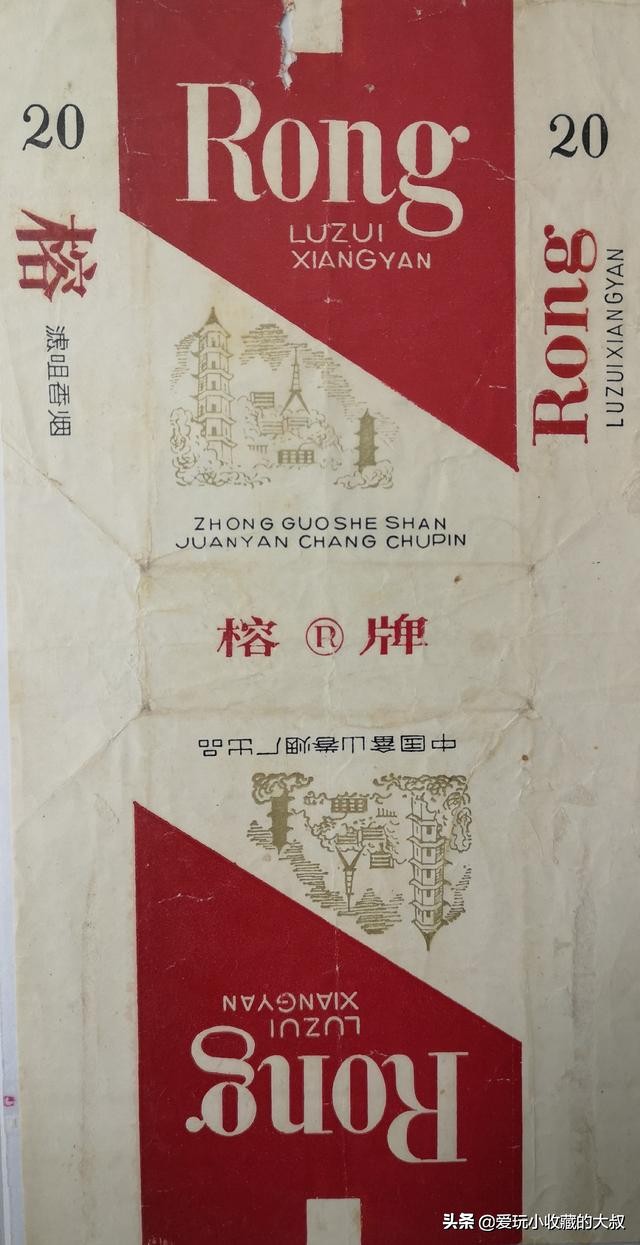 20
榕
滤咀香烟
Rong
LUZUI
XIANGYAN
20
Rong
LUZUIXIANGYAN
ZHONG GUOSHE SHAN
JUANYAN CHANG CHUPIN
榕 ® 牌
中国畲山卷烟厂出品
Rong
LUZUI
XIANGYAN
头条 @爱玩小收藏的大叔